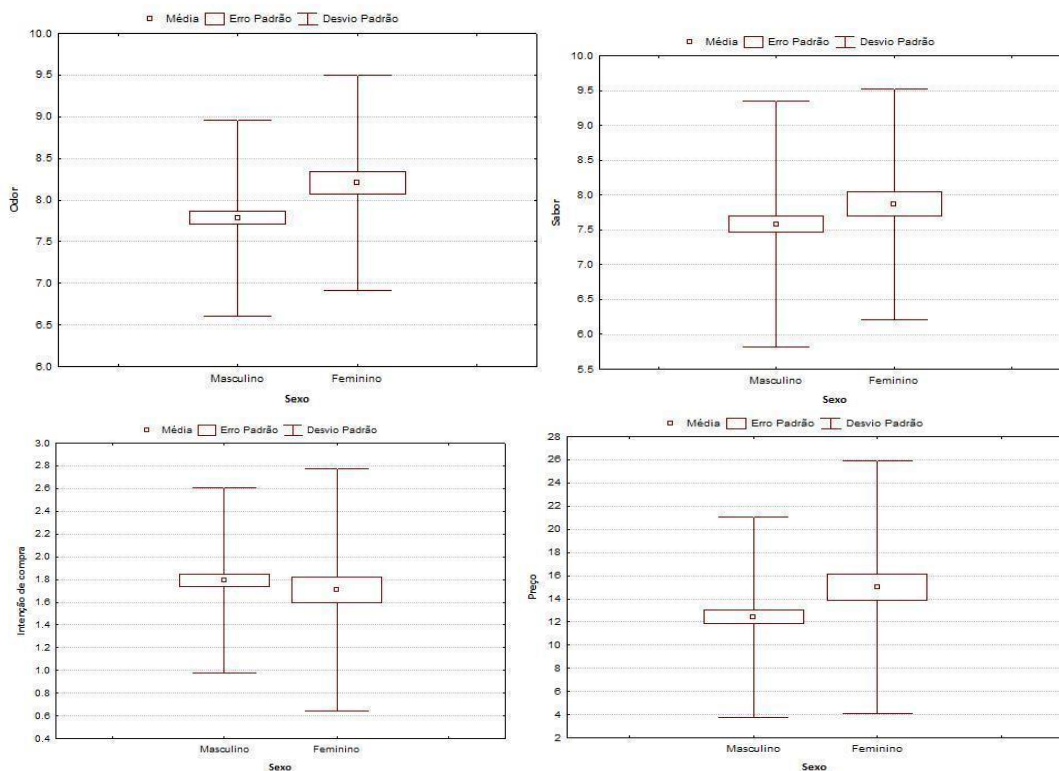 Média Erro Padrão Desvio Padrão
10.0
9.5
9.0
8.5
8.0
7.5
7.0
6.5
6.0
Odor
Masculino Feminino
Sexo
Média Erro Padrão Desvio Padrão
10.0
9.5
9.0
8.5
8.0
7.5
7.0
6.5
6.0
5.5
Sabor
Masculino Feminino
Sexo
Média Erro Padrão Desvio Padrão
3.0
2.8
2.6
2.4
2.2
2.0
1.8
1.6
1.4
1.2
1.0
0.8
0.6
0.4
Intenção de compra
Masculino Feminino
Sexo
Média Erro Padrão Desvio Padrão
28
26
24
22
20
18
16
14
12
10
8
6
4
2
Preço
Masculino Feminino
Sexo